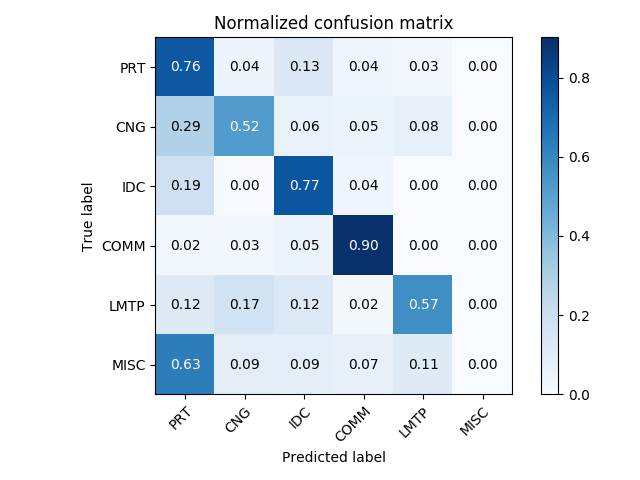 Normalized confusion matrix
True label
PRT 0.76 0.04 0.13 0.04 0.03 0.00
CNG 0.29 0.52 0.06 0.05 0.08 0.00
IDC 0.19 0.00 0.77 0.04 0.00 0.00
COMM 0.02 0.03 0.05 0.90 0.00 0.00
LMTP 0.12 0.17 0.12 0.02 0.57 0.00
MISC 0.63 0.09 0.09 0.07 0.11 0.00
PRT CNG IDC COMM LMTP MISC
Predicted label
0.8
0.6
0.4
0.2
0.0